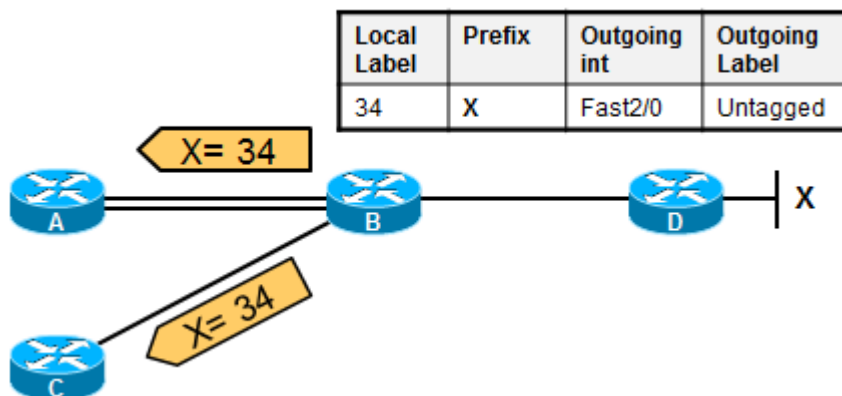 Local Label
Prefix
Outgoing int
Outgoing Label
34
X
Fast2/0
Untagged
X= 34
A
B
D
X
X= 34
C